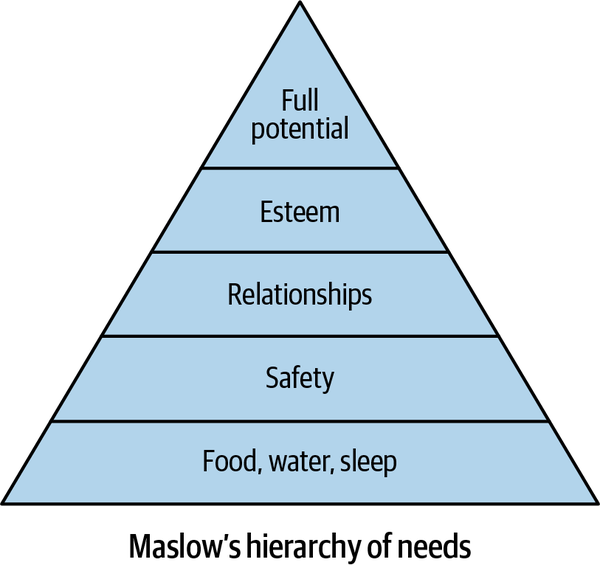 Full
potential
Esteem
Relationships
Safety
Food, water, sleep
Maslow’s hierarchy of needs